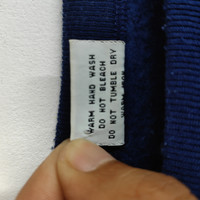 WARM HAND WASH
DO NOT BLEACH
DO NOT TUMBLE DRY